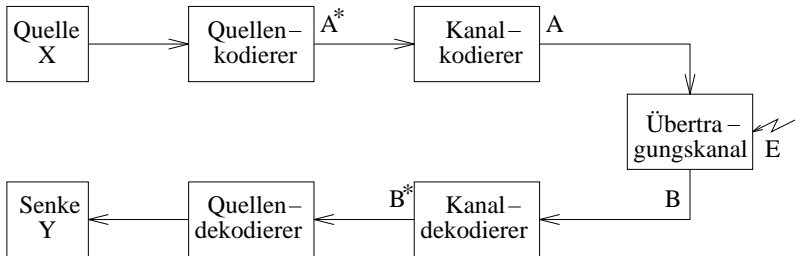 Quelle
X
Quellen–
kodierer
A*
Kanal–
kodierer
A
Übertra–
gungskanal
E
B
Kanal–
dekodierer
B*
Quellen–
dekodierer
Senke
Y